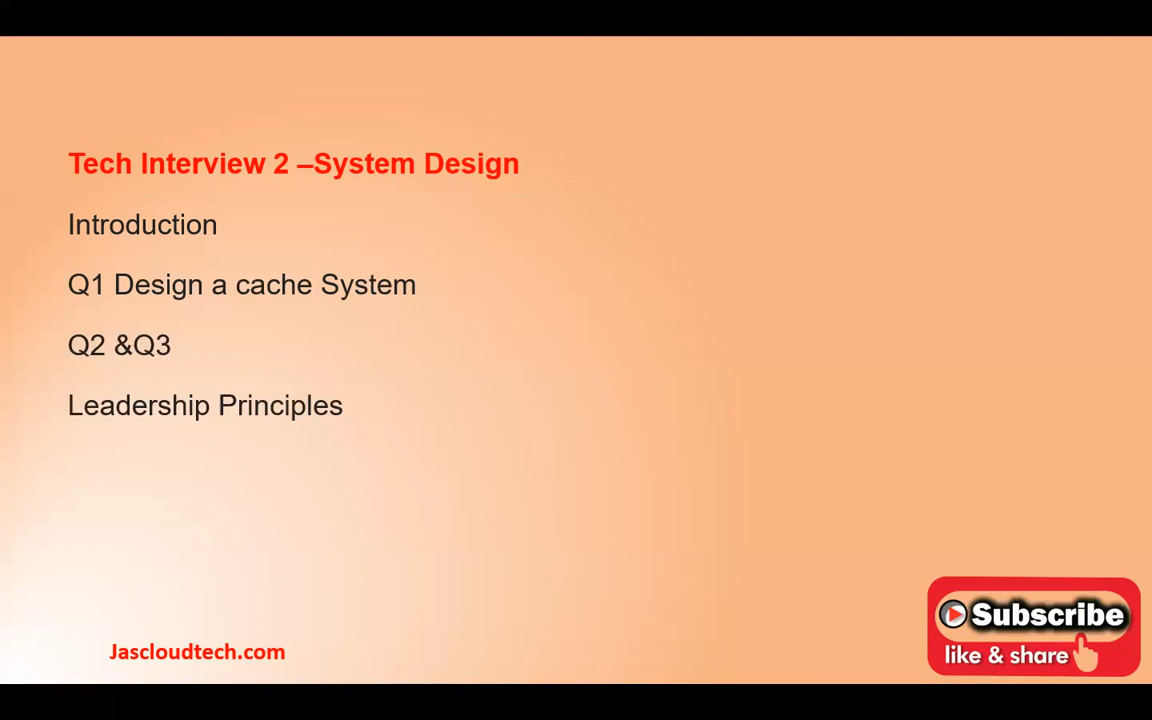 Tech Interview 2 –System Design
Introduction
Q1 Design a cache System
Q2 &Q3
Leadership Principles
Jascloudtech.com
Subscribe
like & share